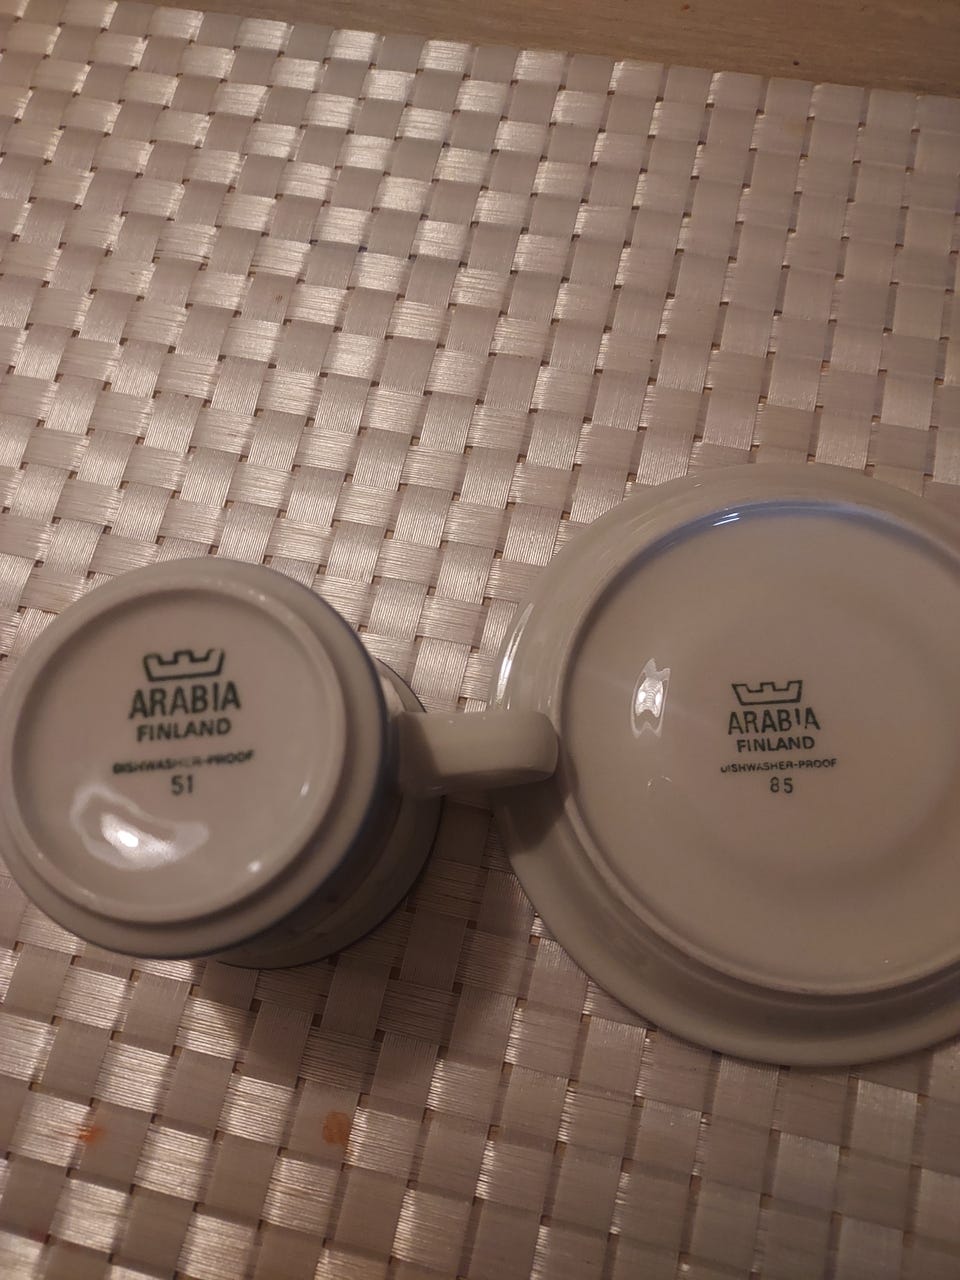 ARABIA
FINLAND
DISHWASHER-PROOF
51
ARABIA
FINLAND
DISHWASHER-PROOF
85